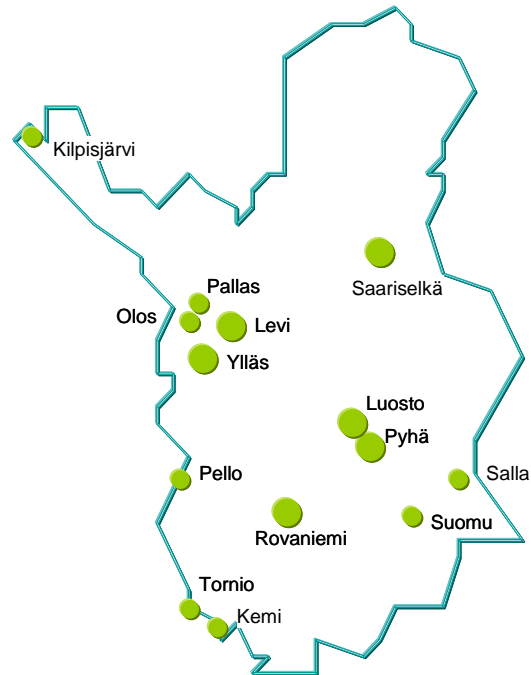 Kilpisjärvi
Saariselkä
Pallas
Olos
Levi
Ylläs
Luosto
Pyhä
Pello
Salla
Suomu
Rovaniemi
Tornio
Kemi